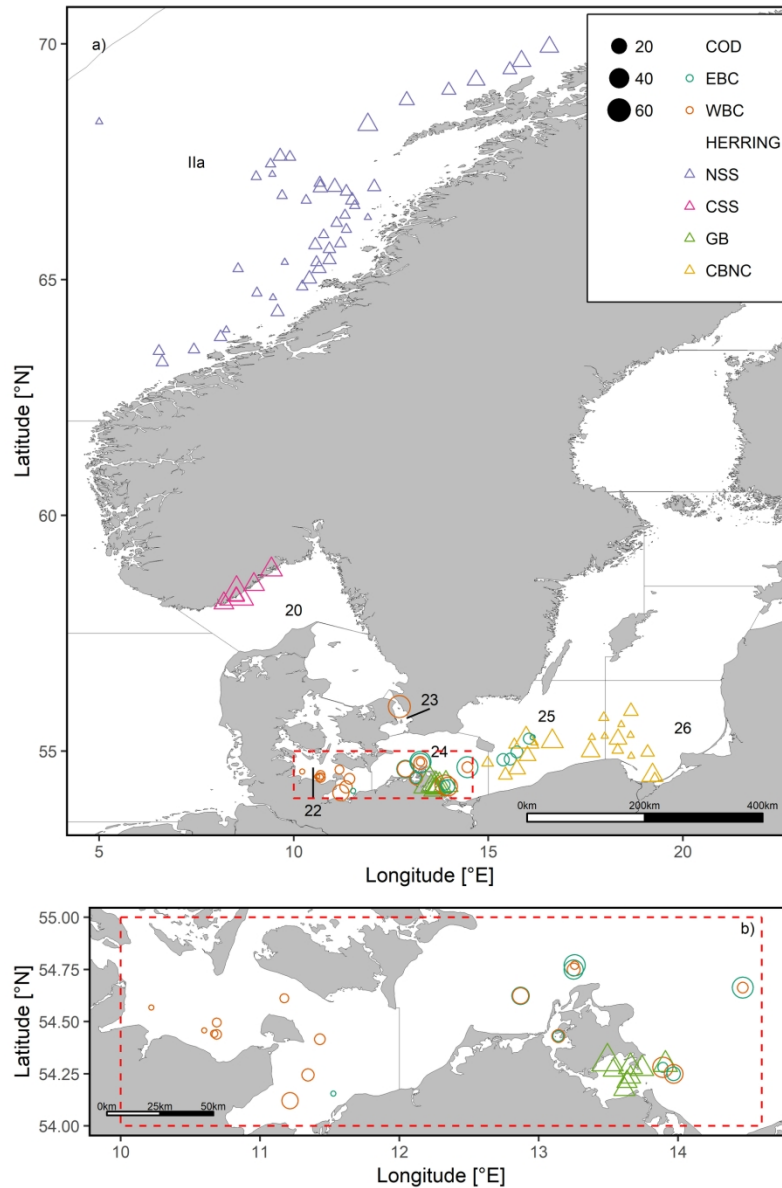 a)
70
65
60
55
Latitude [°N]
IIa
20
23
25
26
24
22
20 COD
40 EBC
60 WBC
HERRING
NSS
CSS
GB
CBNC
0km 200km 400km
5 10 15 20
Longitude [°E]
b)
55.00
54.75
54.50
54.25
54.00
Latitude [°N]
0km 25km 50km
10 11 12 13 14
Longitude [°E]